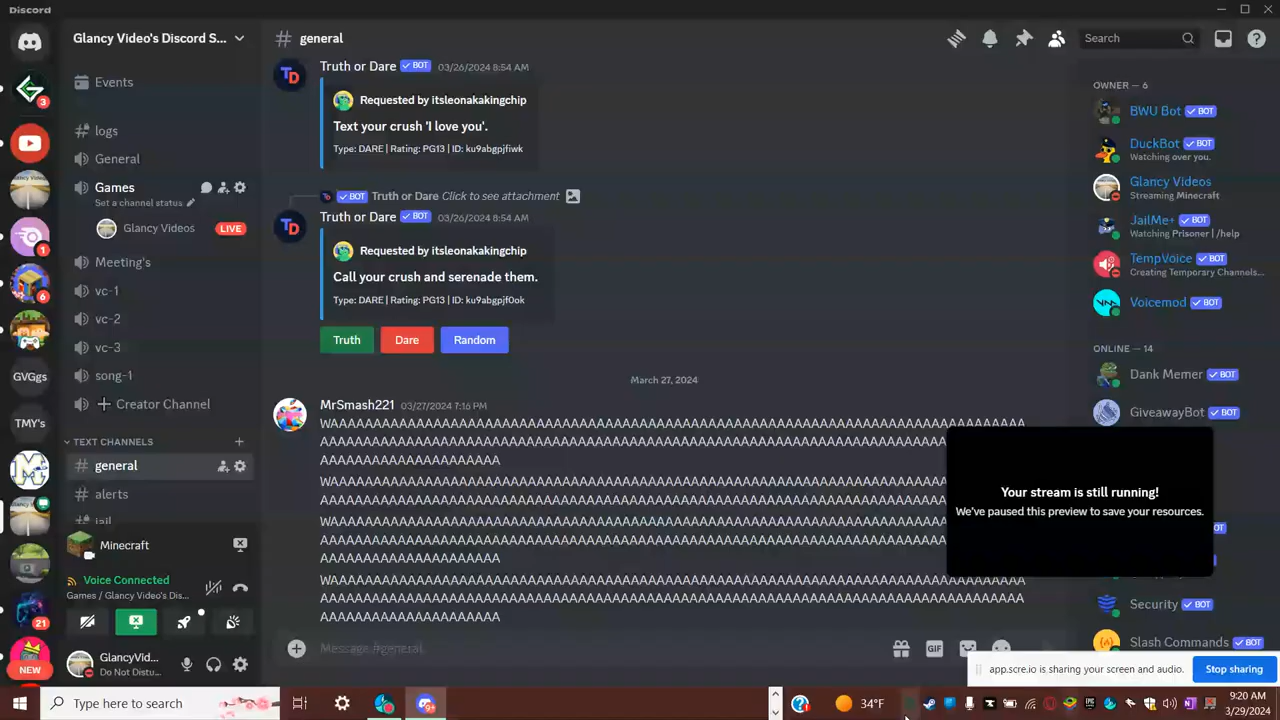 Discord
Glancy Video's Discord S...
general
Search
Events
logs
General
Games
Set a channel status
Glancy Videos
LIVE
Meeting's
vc-1
vc-2
vc-3
song-1
Creator Channel
TEXT CHANNELS
general
alerts
jail
Minecraft
Voice Connected
Games / Glancy Video's Dis...
GlancyVid...
Do Not Distu...
3
1
6
GVGgs
TMY's
21
NEW
Truth or Dare BOT 03/26/2024 8:54 AM
Requested by itsleonakakingchip
Text your crush 'I love you'.
Type: DARE | Rating: PG13 | ID: ku9abgpjfiwk
BOT Truth or Dare Click to see attachment
Truth or Dare BOT 03/26/2024 8:54 AM
Requested by itsleonakakingchip
Call your crush and serenade them.
Type: DARE | Rating: PG13 | ID: ku9abgpjf0ok
Truth Dare Random
March 27, 2024
MrSmash221 03/27/2024 7:16 PM
Message #general
GIF
OWNER — 6
BWU Bot BOT
DuckBot BOT
Watching over you.
Glancy Videos
Streaming Minecraft
JailMe+ BOT
Watching Prisoner | /help
TempVoice BOT
Creating Temporary Channels...
Voicemod BOT
ONLINE — 14
Dank Memer BOT
GiveawayBot BOT
Your stream is still running!
We've paused this preview to save your resources.
Security BOT
Slash Commands BOT
app.scre.io is sharing your screen and audio.
Stop sharing
Type here to search
34°F
9:20 AM
3/29/2024